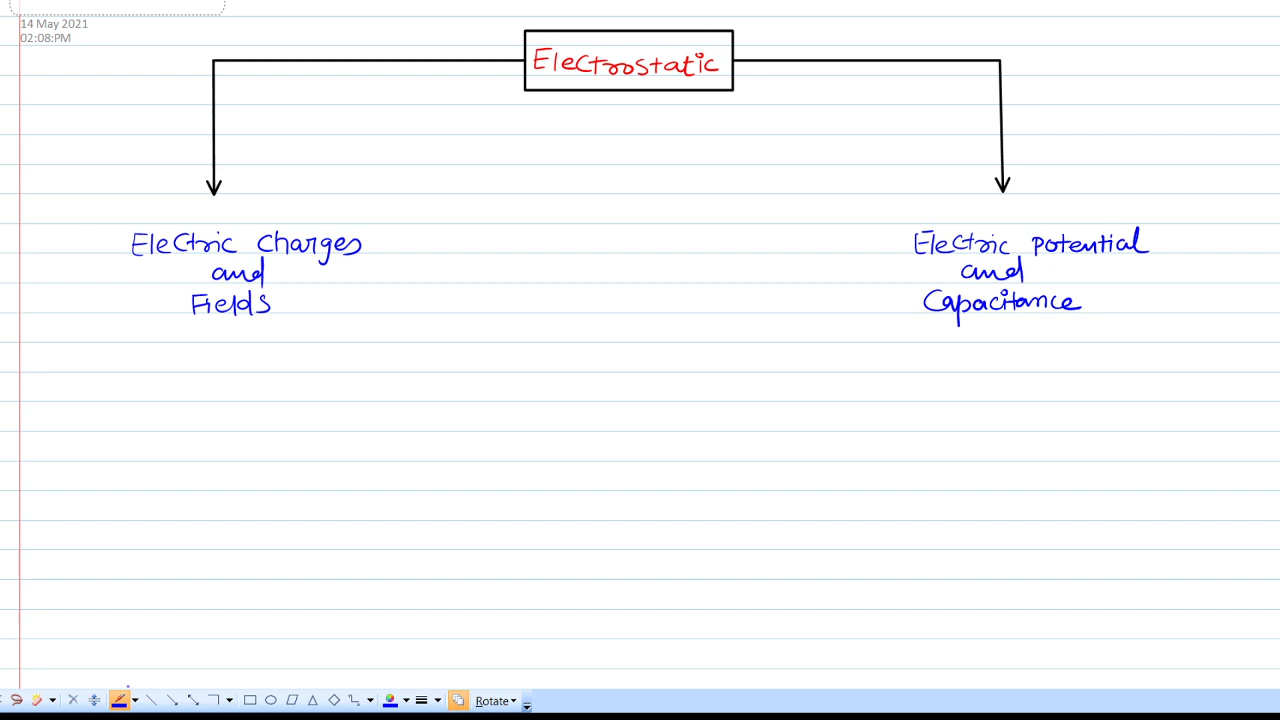 14 May 2021
02:08:PM
Electrostatic
Electric Charges
and
Fields
Electric potential
and
Capacitance
Rotate